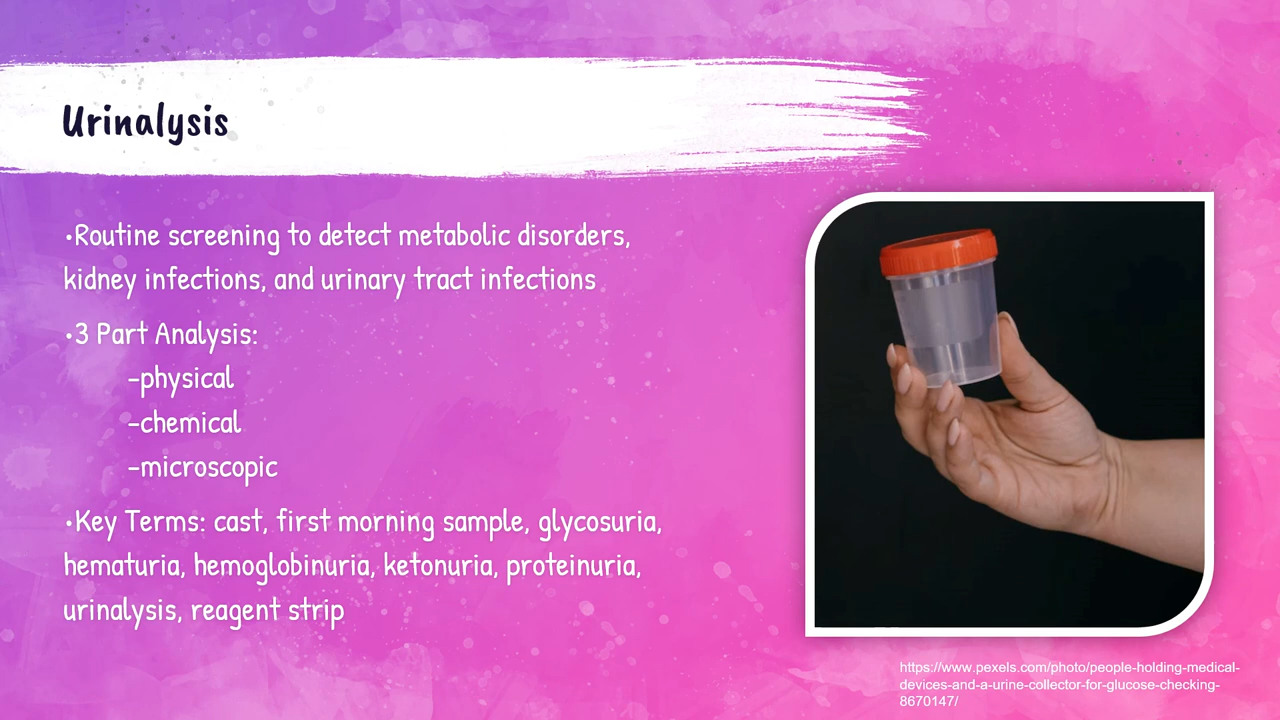 Urinalysis
•Routine screening to detect metabolic disorders,
kidney infections, and urinary tract infections
•3 Part Analysis:
-physical
-chemical
-microscopic
•Key Terms: cast, first morning sample, glycosuria,
hematuria, hemoglobinuria, ketonuria, proteinuria,
urinalysis, reagent strip
https://www.pexels.com/photo/people-holding-medical-
devices-and-a-urine-collector-for-glucose-checking-
8670147/